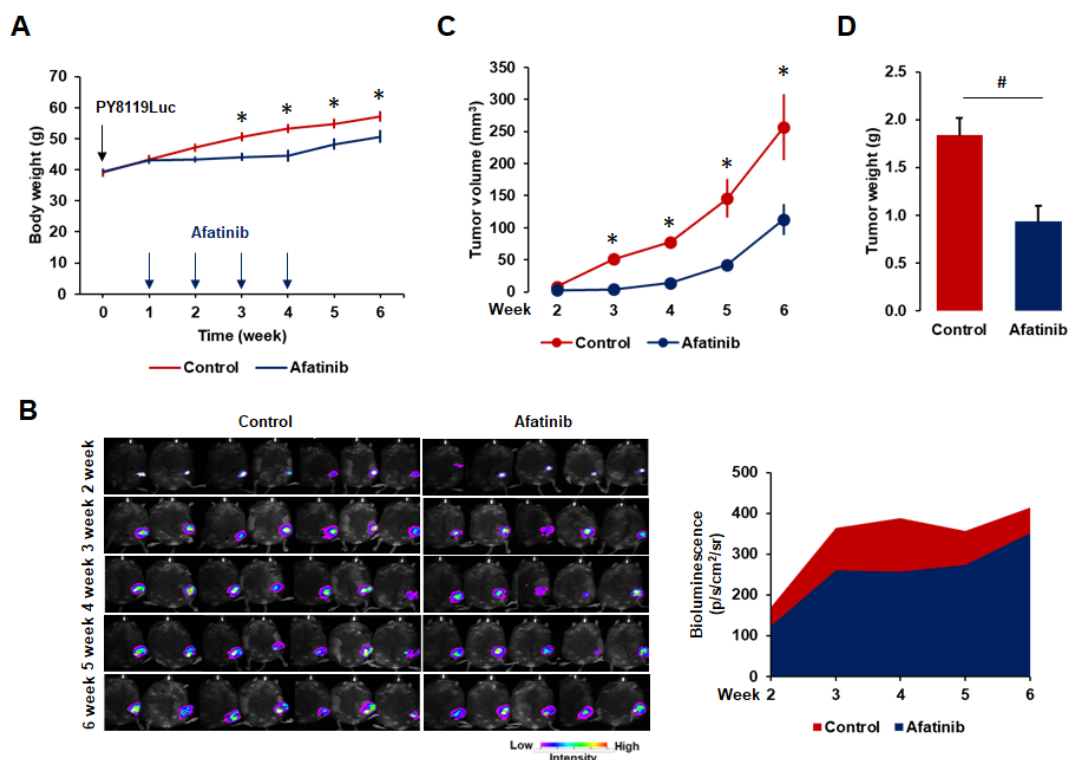 A
Body weight (g)
70
60
50
40
30
20
10
0
PY8119Luc
* * * *
Afatinib
0 1 2 3 4 5 6
Time (week)
Control Afatinib
C
Tumor volume (mm³)
350
300
250
200
150
100
50
0
* * * *
Week 2 3 4 5 6
Control Afatinib
D
Tumor weight (g)
2.5
2.0
1.5
1.0
0.5
0.0
#
Control Afatinib
B
Control Afatinib
2 week
3 week
4 week
5 week
6 week
Low High
Intensity
Bioluminescence
(p/s/cm²/sr)
500
400
300
200
100
0
Week 2 3 4 5 6
Control Afatinib